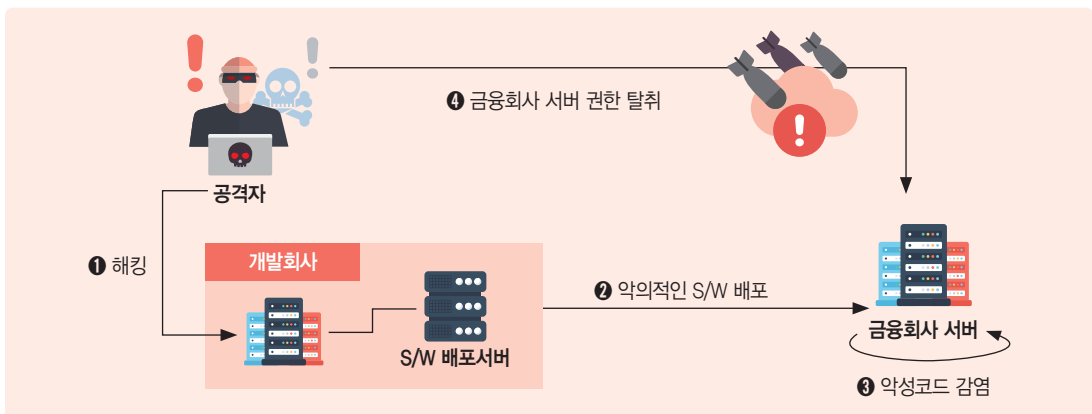 ❹ 금융회사 서버 권한 탈취
공격자
❶ 해킹
개발회사
❷ 악의적인 S/W 배포
S/W 배포서버
금융회사 서버
❸ 악성코드 감염